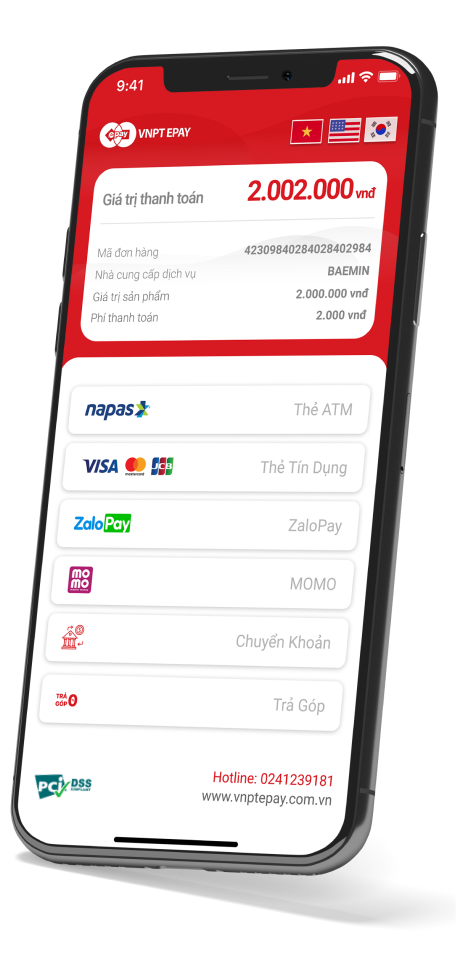 9:41
epay VNPT EPAY
Giá trị thanh toán 2.002.000 vnđ
Mã đơn hàng 42309840284028402984
Nhà cung cấp dịch vụ BAEMIN
Giá trị sản phẩm 2.000.000 vnđ
Phí thanh toán 2.000 vnđ
napas Thẻ ATM
VISA mastercard JCB Thẻ Tín Dụng
ZaloPay ZaloPay
mo
mo MOMO
Chuyển Khoản
TRẢ
GÓP 0 Trả Góp
PCI DSS
COMPLIANT
Hotline: 0241239181
www.vnptepay.com.vn